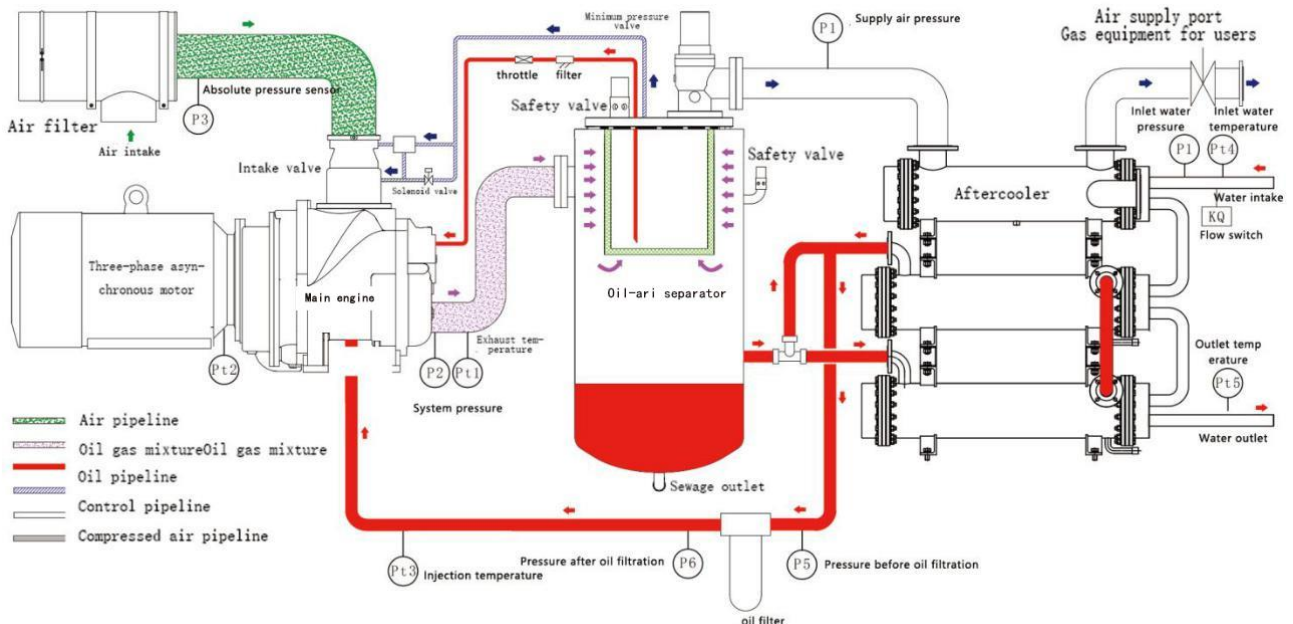 Minimum pressure
valve
P1
Supply air pressure
Air supply port
Gas equipment for users
throttle
filter
Absolute pressure sensor
P3
Air filter
Air intake
Safety valve
Inlet water
pressure
Inlet water
temperature
P1
Pt4
Intake valve
Solenoid valve
Safety valve
Aftercooler
Water intake
KQ
Flow switch
Three-phase asyn-
chronous motor
Main engine
Oil-ari separator
Exhaust tem-
perature
Pt2
P2
Pt1
System pressure
Outlet temp
erature
Pt5
Water outlet
Air pipeline
Oil gas mixtureOil gas mixture
Oil pipeline
Control pipeline
Compressed air pipeline
Sewage outlet
Pt3
Injection temperature
Pressure after oil filtration
P6
P5
Pressure before oil filtration
oil filter